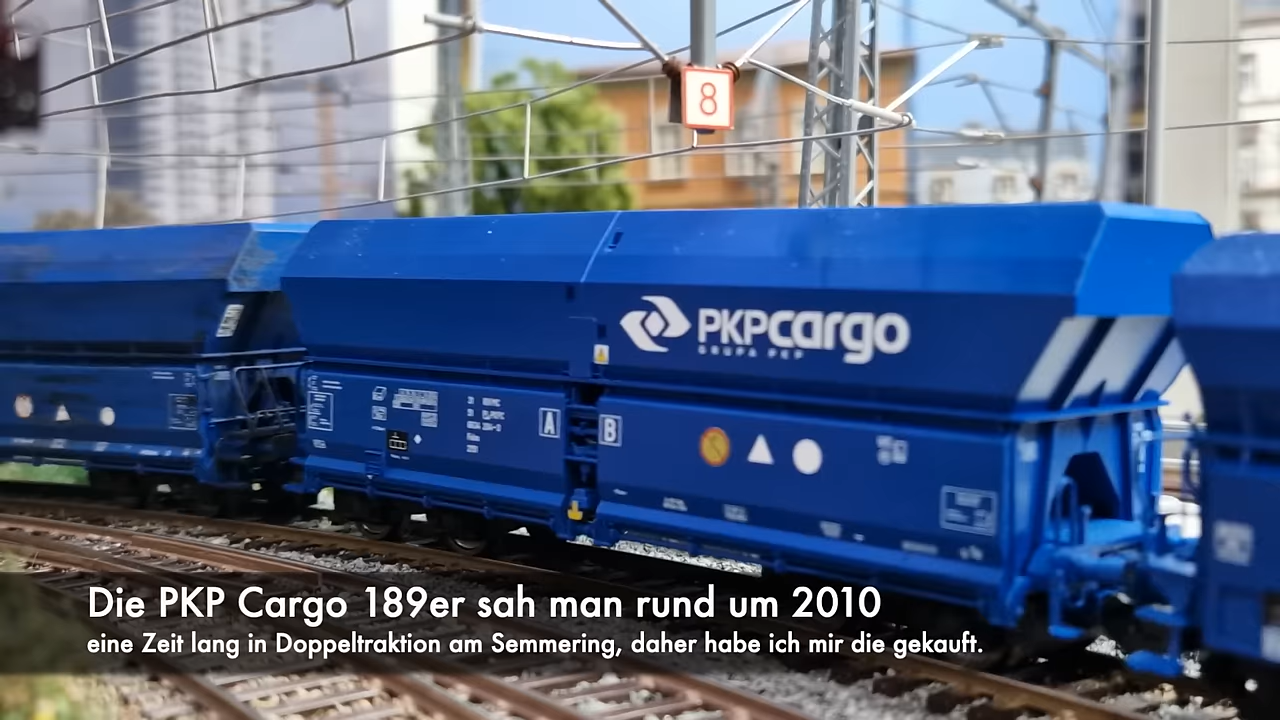 8
PKPcargo
GRUPA PKP
A
B
Die PKP Cargo 189er sah man rund um 2010
eine Zeit lang in Doppeltraktion am Semmering, daher habe ich mir die gekauft.